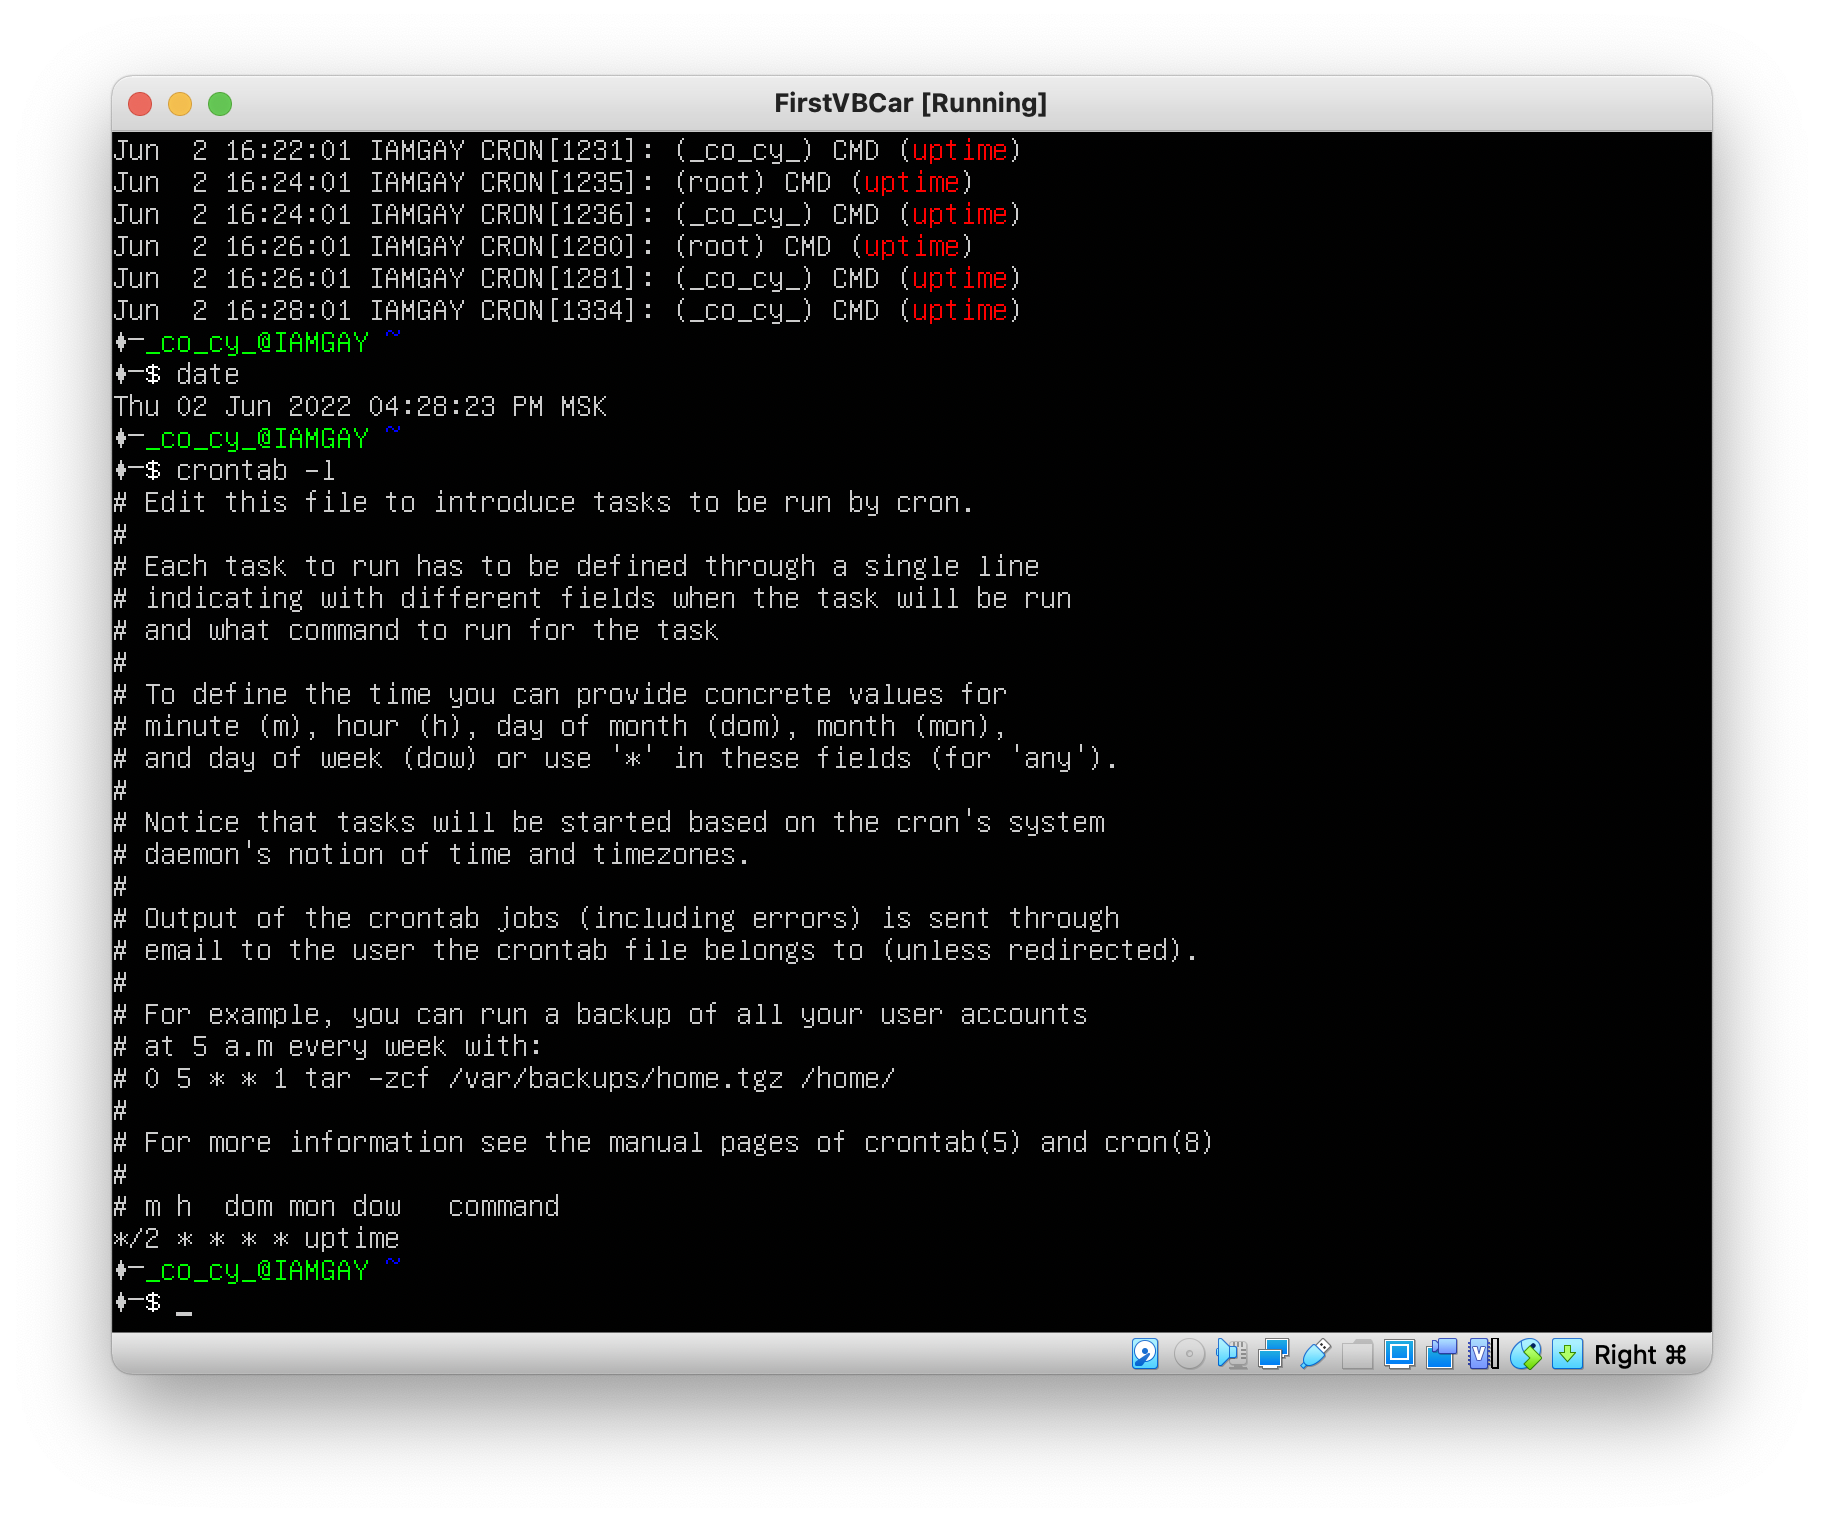 FirstVBCar [Running]
Jun  2 16:22:01 IAMGAY CRON[1231]: (_co_cy_) CMD (uptime)
Jun  2 16:24:01 IAMGAY CRON[1235]: (root) CMD (uptime)
Jun  2 16:24:01 IAMGAY CRON[1236]: (_co_cy_) CMD (uptime)
Jun  2 16:26:01 IAMGAY CRON[1280]: (root) CMD (uptime)
Jun  2 16:26:01 IAMGAY CRON[1281]: (_co_cy_) CMD (uptime)
Jun  2 16:28:01 IAMGAY CRON[1334]: (_co_cy_) CMD (uptime)
♦─_co_cy_@IAMGAY ~
♦─$ date
Thu 02 Jun 2022 04:28:23 PM MSK
♦─_co_cy_@IAMGAY ~
♦─$ crontab -l
# Edit this file to introduce tasks to be run by cron.
#
# Each task to run has to be defined through a single line
# indicating with different fields when the task will be run
# and what command to run for the task
#
# To define the time you can provide concrete values for
# minute (m), hour (h), day of month (dom), month (mon),
# and day of week (dow) or use '*' in these fields (for 'any').
#
# Notice that tasks will be started based on the cron's system
# daemon's notion of time and timezones.
#
# Output of the crontab jobs (including errors) is sent through
# email to the user the crontab file belongs to (unless redirected).
#
# For example, you can run a backup of all your user accounts
# at 5 a.m every week with:
# 0 5 * * 1 tar -zcf /var/backups/home.tgz /home/
#
# For more information see the manual pages of crontab(5) and cron(8)
#
# m h  dom mon dow   command
*/2 * * * * uptime
♦─_co_cy_@IAMGAY ~
♦─$ _
Right ⌘